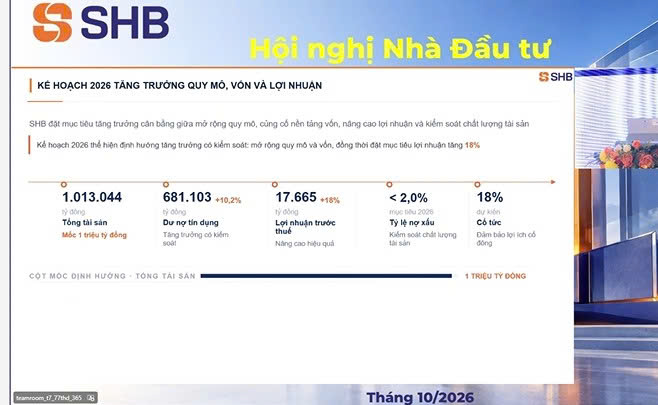 SHB
Hội nghị Nhà Đầu tư
SHB
KẾ HOẠCH 2026 TĂNG TRƯỞNG QUY MÔ, VỐN VÀ LỢI NHUẬN
SHB đặt mục tiêu tăng trưởng cân bằng giữa mở rộng quy mô, củng cố nền tảng vốn, nâng cao lợi nhuận và kiểm soát chất lượng tài sản
Kế hoạch 2026 thể hiện định hướng tăng trưởng có kiểm soát: mở rộng quy mô và vốn, đồng thời đặt mục tiêu lợi nhuận tăng 18%
1.013.044
tỷ đồng
Tổng tài sản
Mốc 1 triệu tỷ đồng
681.103 +10,2%
tỷ đồng
Dư nợ tín dụng
Tăng trưởng có kiểm
soát
17.665 +18%
tỷ đồng
Lợi nhuận trước
thuế
Nâng cao hiệu quả
< 2,0%
mục tiêu 2026
Tỷ lệ nợ xấu
Kiểm soát chất lượng
tài sản
18%
dự kiến
Cổ tức
Đảm bảo lợi ích cổ
đông
CỘT MỐC ĐỊNH HƯỚNG · TỔNG TÀI SẢN
1 TRIỆU TỶ ĐỒNG
teamroom_t7_77thd_365
Tháng 10/2026